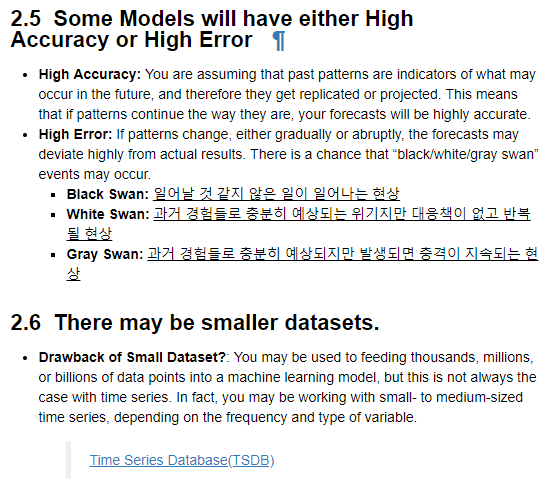 2.5 Some Models will have either High
Accuracy or High Error ¶
High Accuracy: You are assuming that past patterns are indicators of what may
occur in the future, and therefore they get replicated or projected. This means
that if patterns continue the way they are, your forecasts will be highly accurate.
High Error: If patterns change, either gradually or abruptly, the forecasts may
deviate highly from actual results. There is a chance that “black/white/gray swan”
events may occur.
Black Swan: 일어날 것 같지 않은 일이 일어나는 현상
White Swan: 과거 경험들로 충분히 예상되는 위기지만 대응책이 없고 반복
될 현상
Gray Swan: 과거 경험들로 충분히 예상되지만 발생되면 충격이 지속되는 현
상
2.6 There may be smaller datasets.
Drawback of Small Dataset?: You may be used to feeding thousands, millions,
or billions of data points into a machine learning model, but this is not always the
case with time series. In fact, you may be working with small- to medium-sized
time series, depending on the frequency and type of variable.
Time Series Database(TSDB)